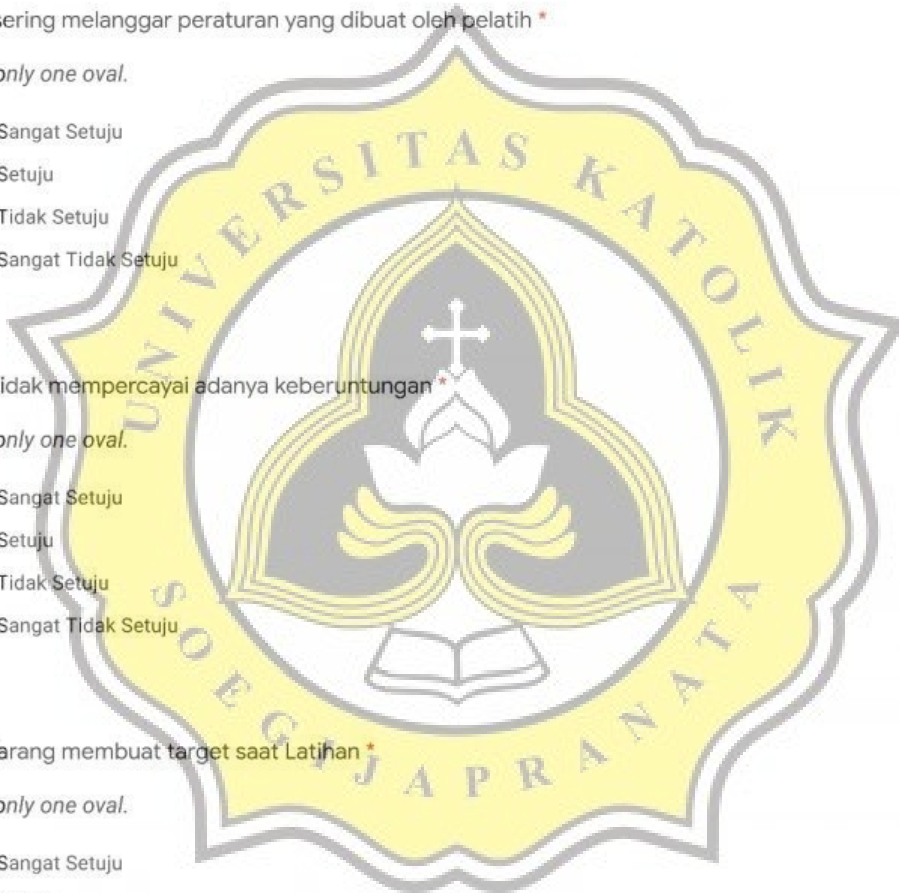 sering melanggar peraturan yang dibuat oleh pelatih *
only one oval.
Sangat Setuju
Setuju
Tidak Setuju
Sangat Tidak Setuju
tidak mempercayai adanya keberuntungan *
only one oval.
Sangat Setuju
Setuju
Tidak Setuju
Sangat Tidak Setuju
jarang membuat target saat Latihan *
only one oval.
Sangat Setuju
UNIVERSITAS KATOLIK
SOEGIJAPRANATA